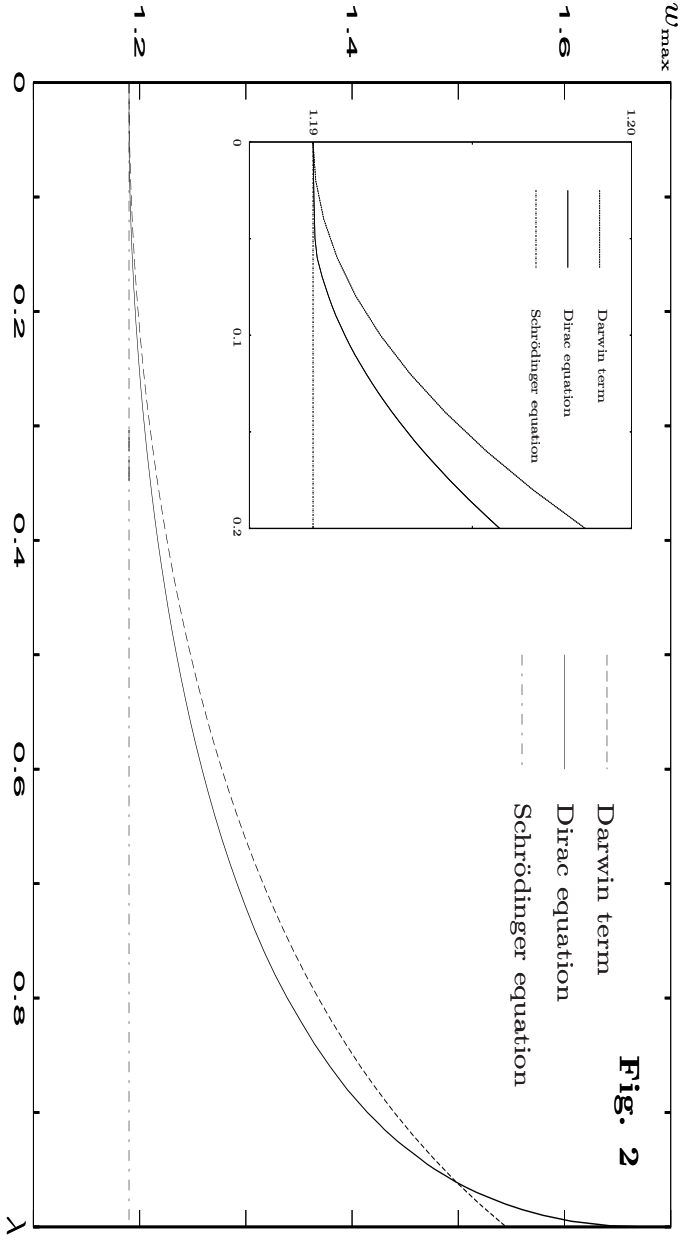 w_max
1.6
1.4
1.2
0
0.2
0.4
0.6
0.8
λ
Fig. 2
Darwin term
Dirac equation
Schrödinger equation
1.20
1.19
0
0.1
0.2
Darwin term
Dirac equation
Schrödinger equation